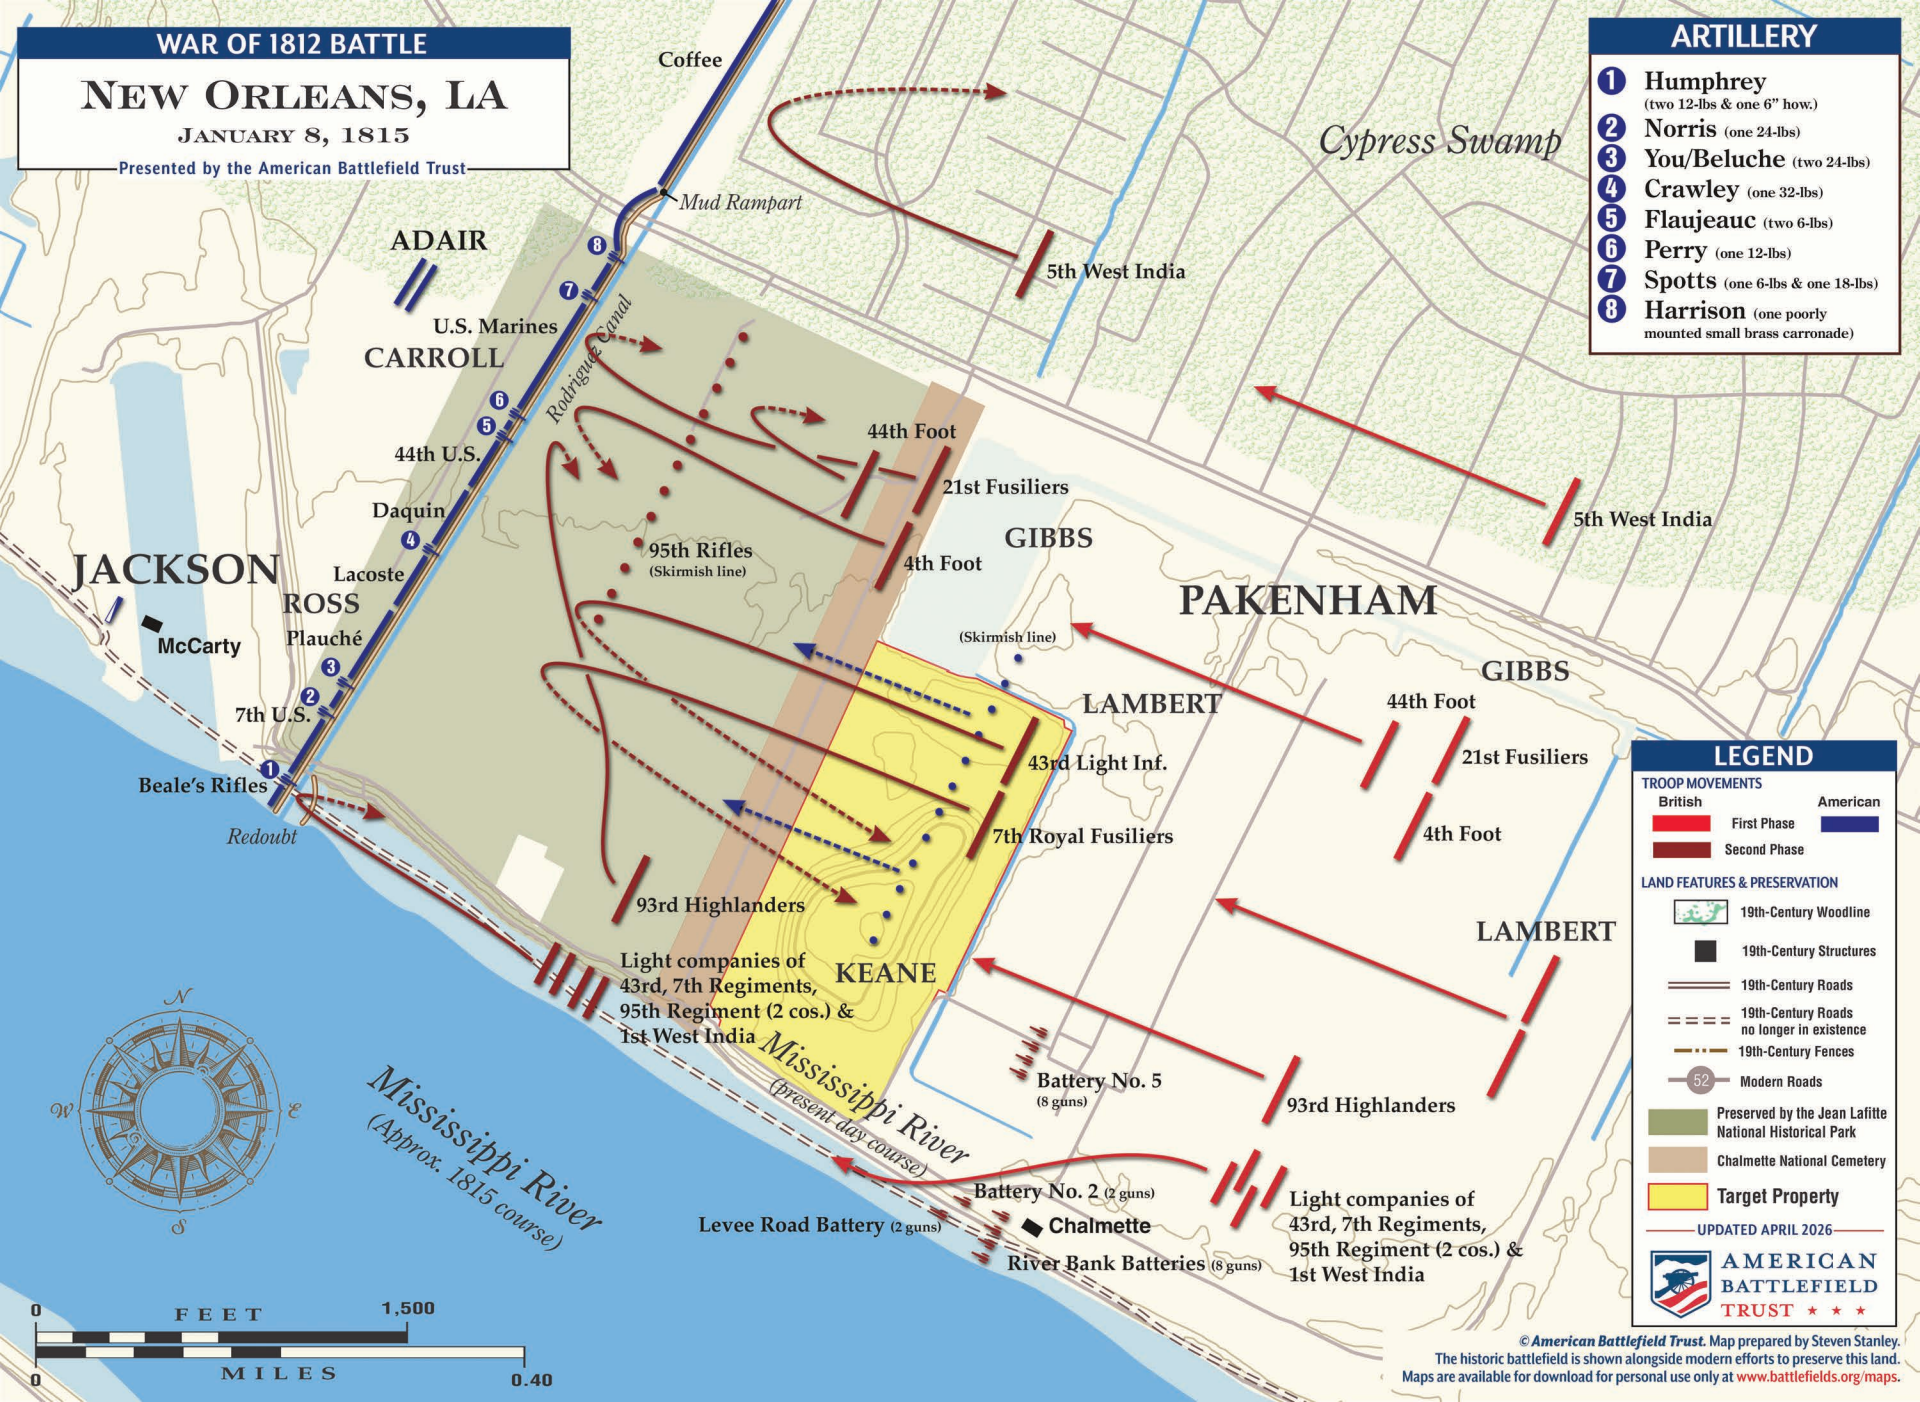 WAR OF 1812 BATTLE
NEW ORLEANS, LA
JANUARY 8, 1815
Presented by the American Battlefield Trust
ARTILLERY
1 Humphrey
(two 12-lbs & one 6” how.)
2 Norris (one 24-lbs)
3 You/Beluche (two 24-lbs)
4 Crawley (one 32-lbs)
5 Flaujeauc (two 6-lbs)
6 Perry (one 12-lbs)
7 Spotts (one 6-lbs & one 18-lbs)
8 Harrison (one poorly
mounted small brass carronade)
Coffee
Cypress Swamp
Mud Rampart
ADAIR
8
5th West India
7
U.S. Marines
Rodriguez Canal
CARROLL
6
5
44th U.S.
44th Foot
21st Fusiliers
5th West India
Daquin
4
GIBBS
95th Rifles
(Skirmish line)
4th Foot
JACKSON
Lacoste
ROSS
PAKENHAM
McCarty
Plauché
(Skirmish line)
3
GIBBS
2
7th U.S.
LAMBERT
44th Foot
21st Fusiliers
1
Beale’s Rifles
43rd Light Inf.
Redoubt
7th Royal Fusiliers
4th Foot
93rd Highlanders
LAMBERT
Light companies of
43rd, 7th Regiments,
95th Regiment (2 cos.) &
1st West India
KEANE
Mississippi River
(present day course)
Battery No. 5
(8 guns)
93rd Highlanders
Mississippi River
(Approx. 1815 course)
Battery No. 2 (2 guns)
Levee Road Battery (2 guns)
Chalmette
River Bank Batteries (8 guns)
Light companies of
43rd, 7th Regiments,
95th Regiment (2 cos.) &
1st West India
N
W
E
S
0
FEET
1,500
MILES
0
0.40
LEGEND
TROOP MOVEMENTS
British
American
First Phase
Second Phase
LAND FEATURES & PRESERVATION
19th-Century Woodline
19th-Century Structures
19th-Century Roads
19th-Century Roads
no longer in existence
19th-Century Fences
52 Modern Roads
Preserved by the Jean Lafitte
National Historical Park
Chalmette National Cemetery
Target Property
UPDATED APRIL 2026
AMERICAN
BATTLEFIELD
TRUST
© American Battlefield Trust. Map prepared by Steven Stanley.
The historic battlefield is shown alongside modern efforts to preserve this land.
Maps are available for download for personal use only at www.battlefields.org/maps.